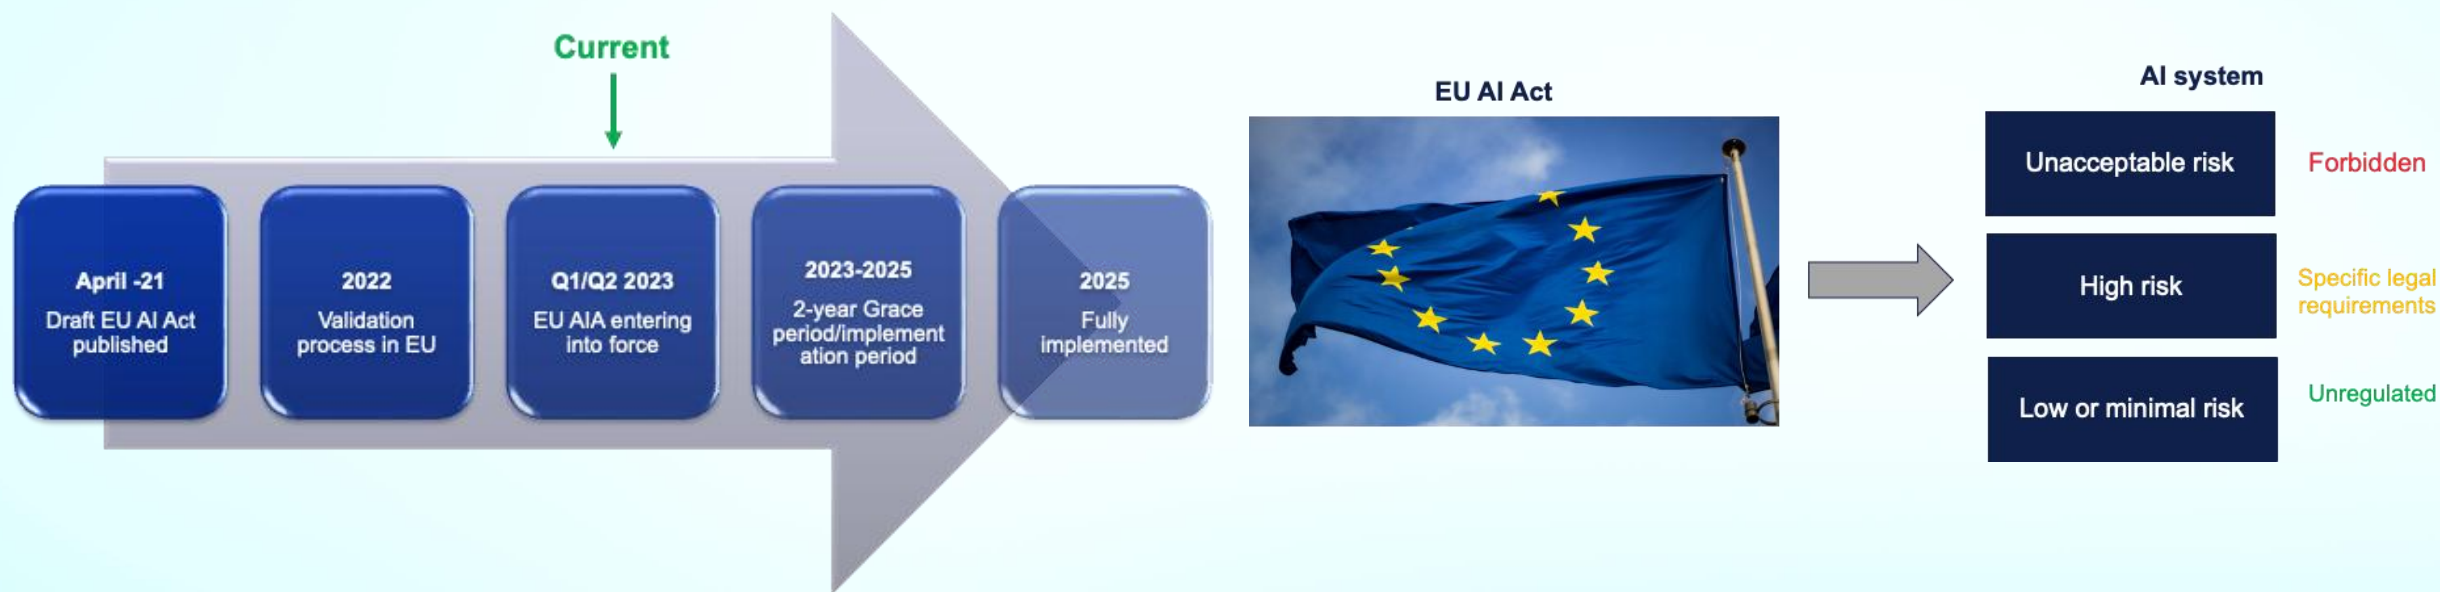 Current
April -21
Draft EU AI Act
published
2022
Validation
process in EU
Q1/Q2 2023
EU AIA entering
into force
2023-2025
2-year Grace
period/implement
ation period
2025
Fully
implemented
EU AI Act
AI system
Unacceptable risk
Forbidden
High risk
Specific legal
requirements
Low or minimal risk
Unregulated